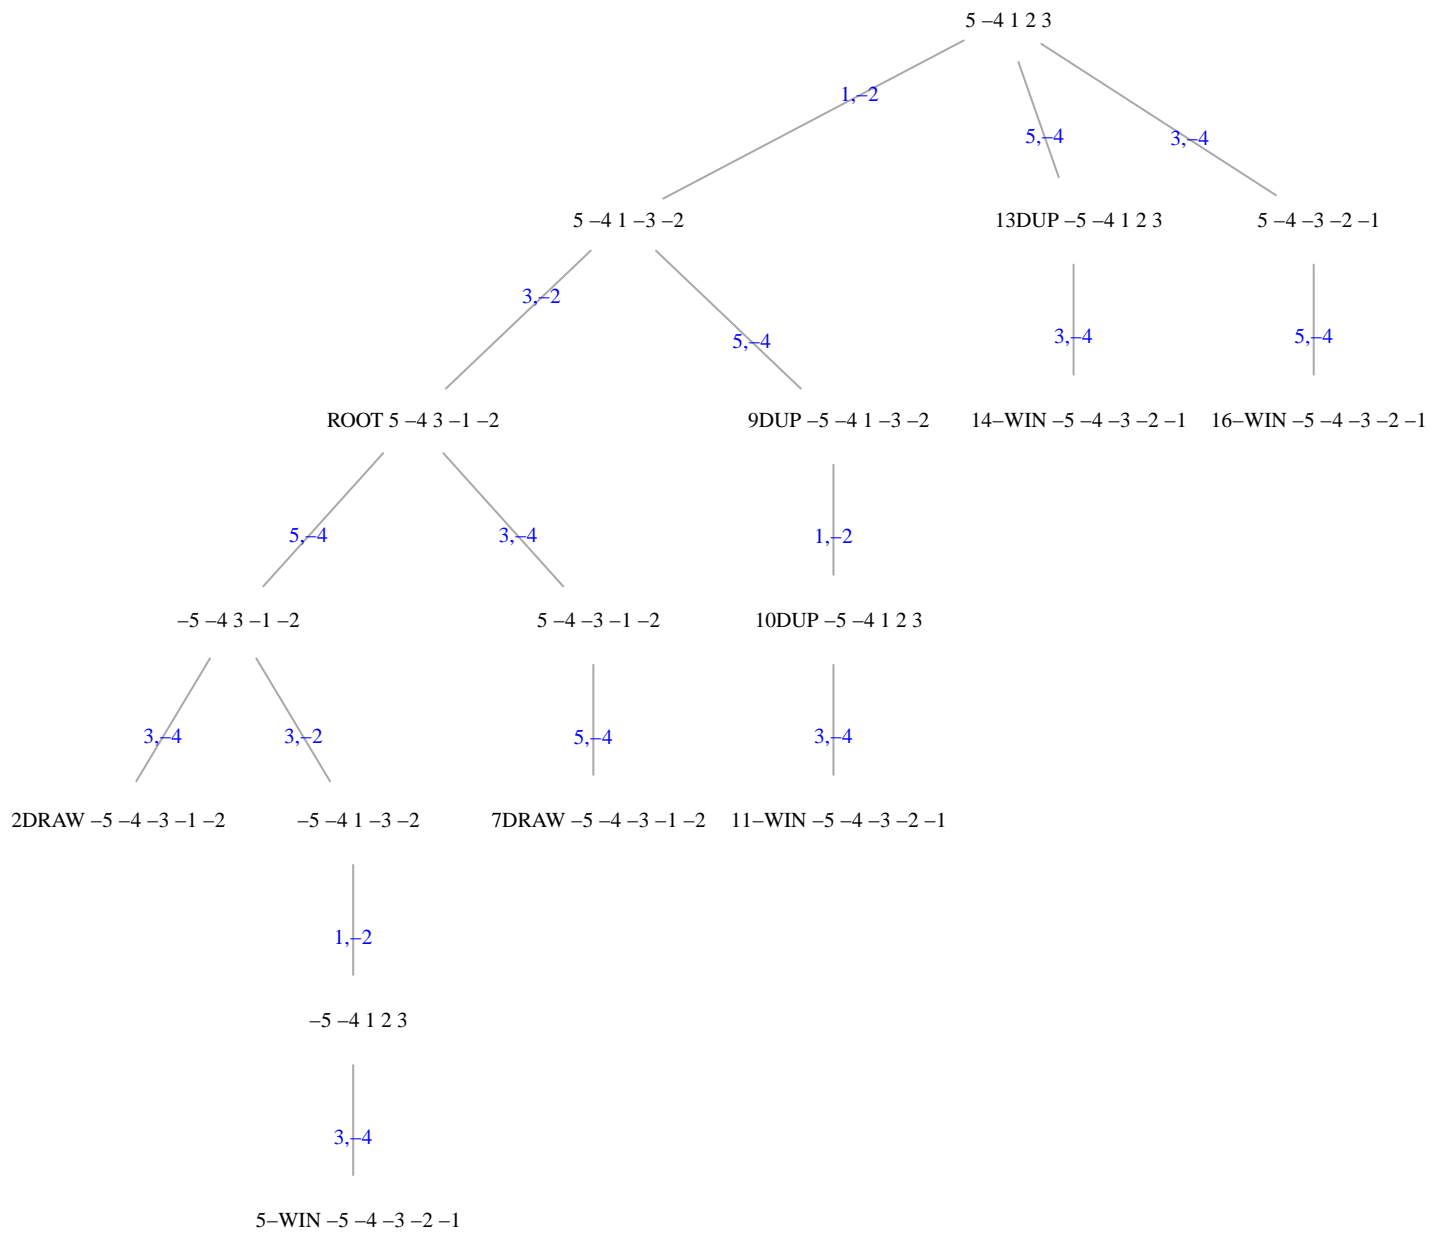 5 –4 1 2 3
1,–2
5,–4
3,–4
5 –4 1 –3 –2
13DUP –5 –4 1 2 3
5 –4 –3 –2 –1
3,–2
5,–4
3,–4
5,–4
ROOT 5 –4 3 –1 –2
9DUP –5 –4 1 –3 –2
14–WIN –5 –4 –3 –2 –1
16–WIN –5 –4 –3 –2 –1
5,–4
3,–4
1,–2
–5 –4 3 –1 –2
5 –4 –3 –1 –2
10DUP –5 –4 1 2 3
3,–4
3,–2
5,–4
3,–4
2DRAW –5 –4 –3 –1 –2
–5 –4 1 –3 –2
7DRAW –5 –4 –3 –1 –2
11–WIN –5 –4 –3 –2 –1
1,–2
–5 –4 1 2 3
3,–4
5–WIN –5 –4 –3 –2 –1